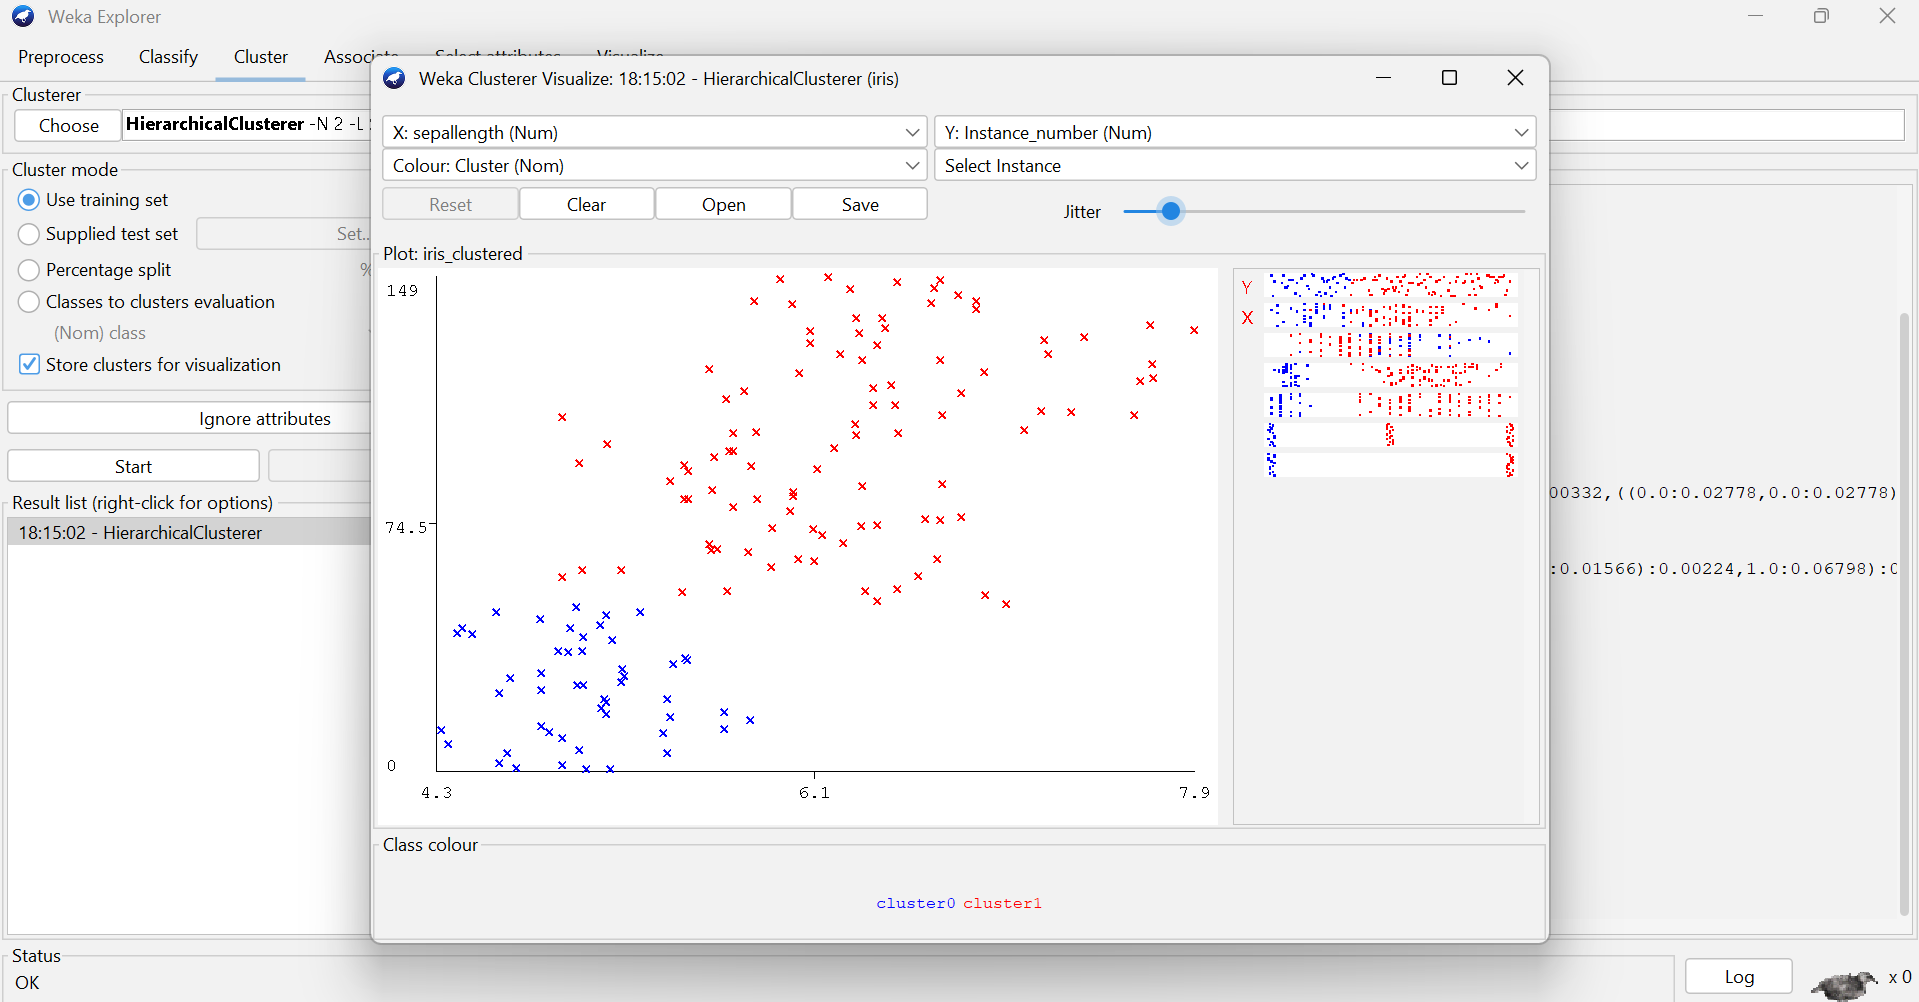 Weka Explorer
Preprocess Classify Cluster Associate Select attributes Visualize
Weka Clusterer Visualize: 18:15:02 - HierarchicalClusterer (iris)
Clusterer
Choose HierarchicalClusterer -N 2 -L
X: sepallength (Num) Y: Instance_number (Num)
Colour: Cluster (Nom) Select Instance
Reset Clear Open Save Jitter
Cluster mode
Use training set
Supplied test set Set..
Percentage split %
Classes to clusters evaluation
(Nom) class
Store clusters for visualization
Ignore attributes
Start
Result list (right-click for options)
18:15:02 - HierarchicalClusterer
Plot: iris_clustered
149
74.5
0
4.3 6.1 7.9
Y
X
00332,((0.0:0.02778,0.0:0.02778)
:0.01566):0.00224,1.0:0.06798):0
Class colour
cluster0 cluster1
Status
OK
Log x 0